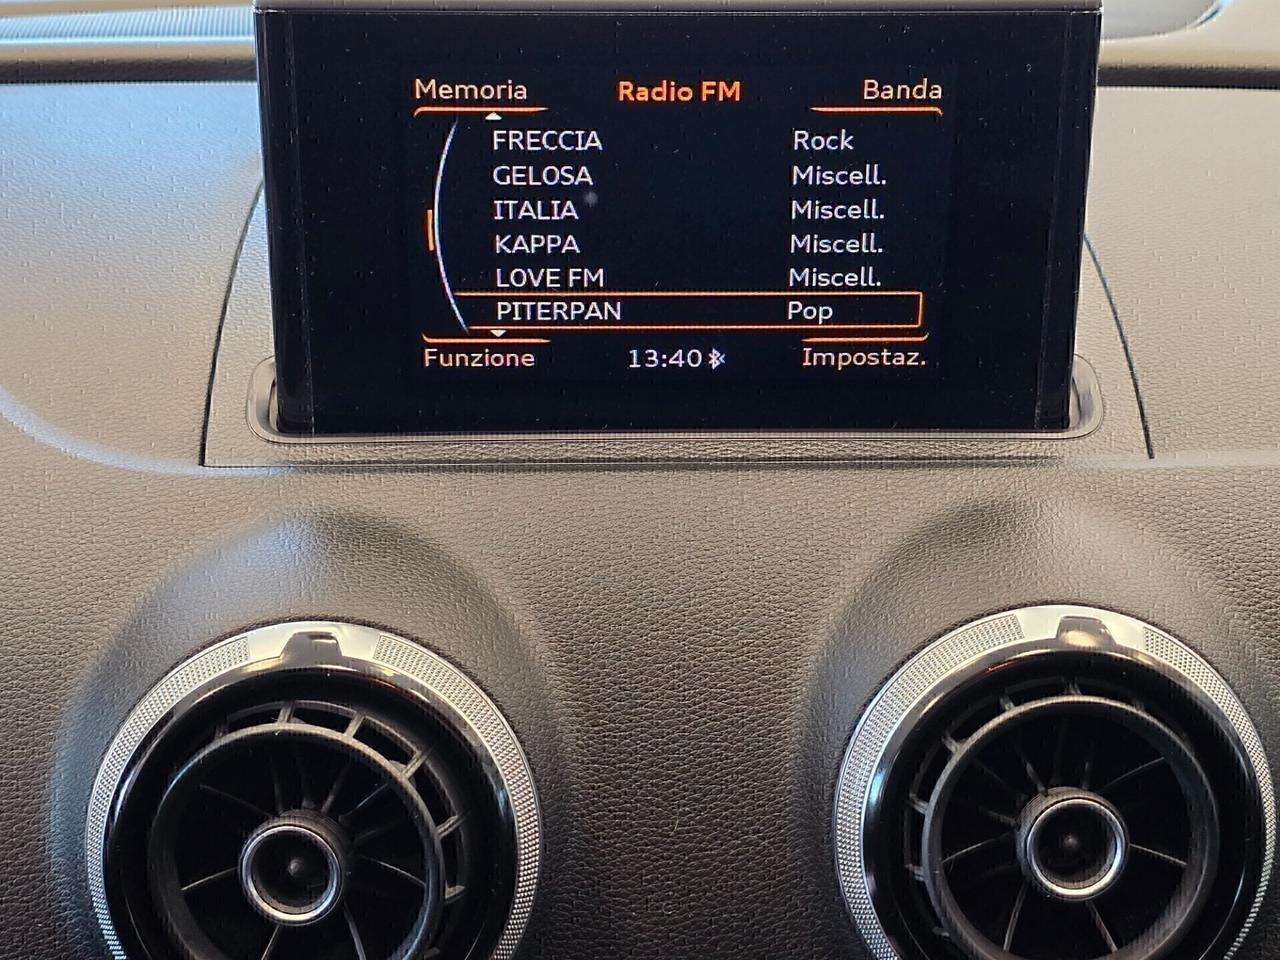 Memoria Radio FM Banda
FRECCIA Rock
GELOSA Miscell.
ITALIA Miscell.
KAPPA Miscell.
LOVE FM Miscell.
PITERPAN Pop
Funzione 13:40 Impostaz.